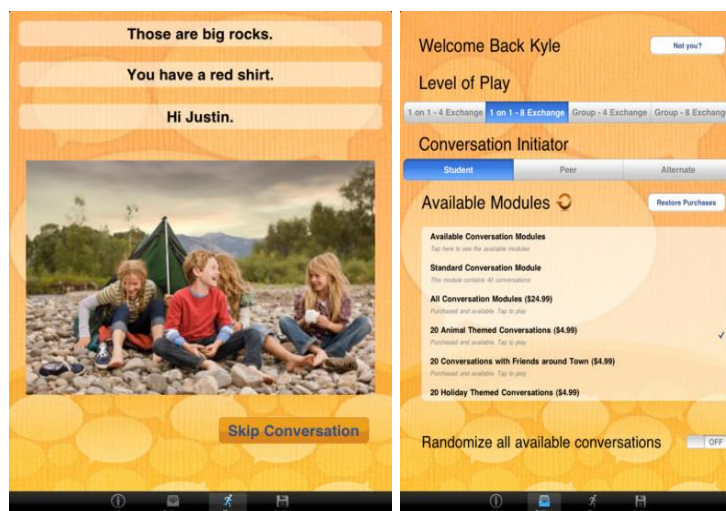 Those are big rocks.
You have a red shirt.
Hi Justin.
Skip Conversation
Welcome Back Kyle
Not you?
Level of Play
1 on 1 - 4 Exchange 1 on 1 - 8 Exchange Group - 4 Exchange Group - 8 Exchange
Conversation Initiator
Student Peer Alternate
Available Modules
Restore Purchases
Available Conversation Modules
Tap here to see the available modules
Standard Conversation Module
This module contains 40 conversations
All Conversation Modules ($24.99)
Purchased and available. Tap to play
20 Animal Themed Conversations ($4.99)
Purchased and available. Tap to play
20 Conversations with Friends around Town ($4.99)
Purchased and available. Tap to play
20 Holiday Themed Conversations ($4.99)
Randomize all available conversations
OFF